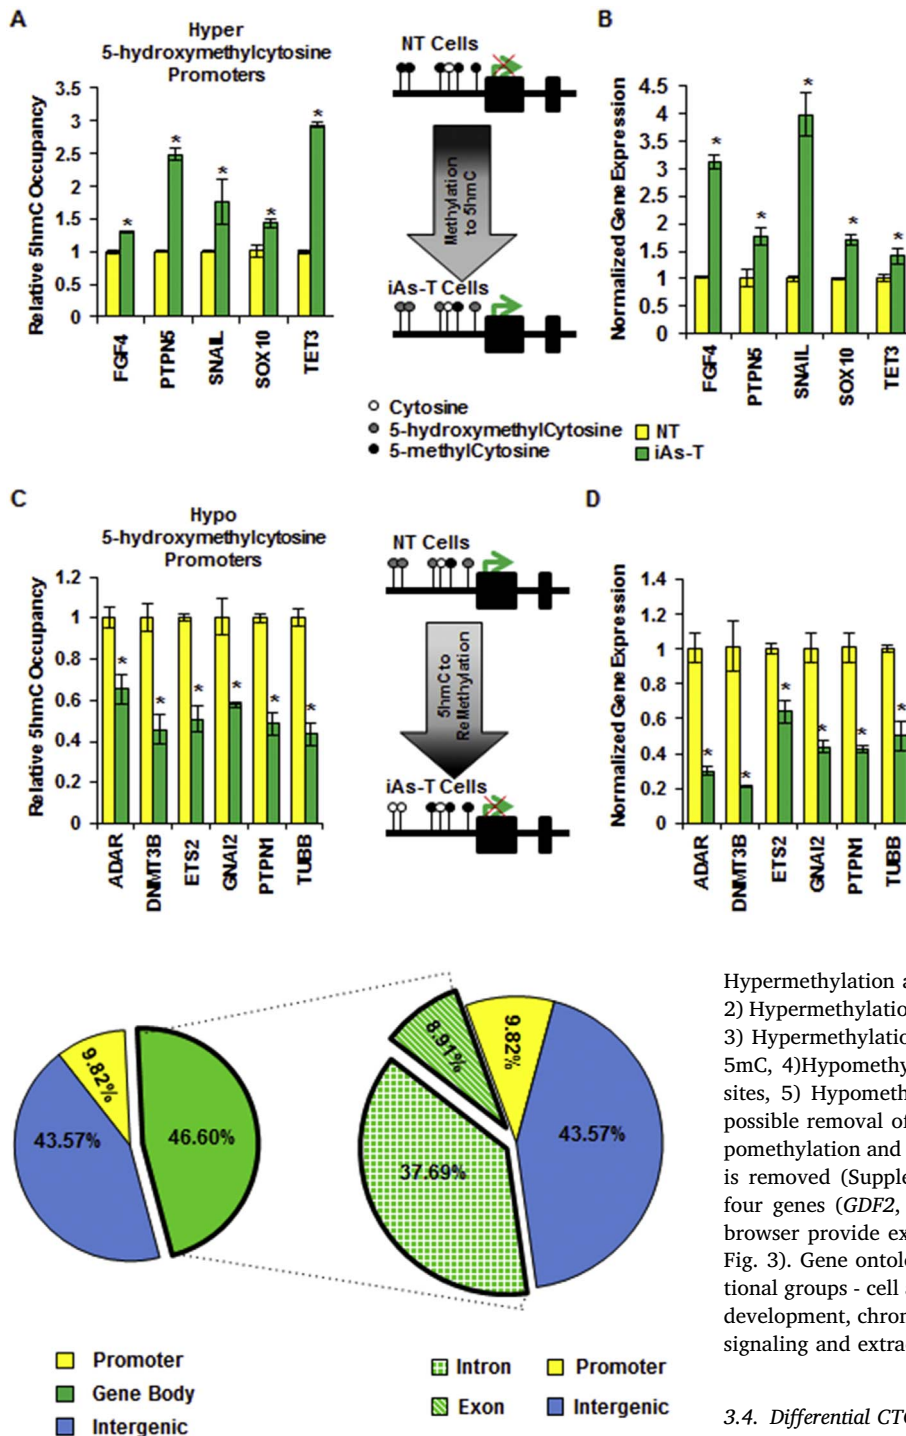 A
Hyper
5-hydroxymethylcytosine
Promoters
Relative 5hmC Occupancy
3.5
3
2.5
2
1.5
1
0.5
0
* * * * *
FGF4
PTPN5
SNAIL
SOX10
TET3
NT Cells
Methylation
to 5hmC
iAs-T Cells
Cytosine
5-hydroxymethylCytosine
5-methylCytosine
B
Normalized Gene Expression
4.5
4
3.5
3
2.5
2
1.5
1
0.5
0
* * * * *
FGF4
PTPN5
SNAIL
SOX10
TET3
NT
iAs-T
C
Hypo
5-hydroxymethylcytosine
Promoters
Relative 5hmC Occupancy
1.2
1
0.8
0.6
0.4
0.2
0
* * * * * *
ADAR
DNMT3B
ETS2
GNAI2
PTPN1
TUBB
NT Cells
5hmC to
ReMethylation
iAs-T Cells
D
Normalized Gene Expression
1.4
1.2
1
0.8
0.6
0.4
0.2
0
* * * * * *
ADAR
DNMT3B
ETS2
GNAI2
PTPN1
TUBB
9.82%
43.57%
46.60%
Promoter
Gene Body
Intergenic
8.91%
9.82%
43.57%
37.69%
Intron
Promoter
Exon
Intergenic
Hypermethylation a
2) Hypermethylatio
3) Hypermethylatio
5mC, 4)Hypomethy
sites, 5) Hypometh
possible removal of
pomethylation and
is removed (Supple
four genes (GDF2,
browser provide ex
Fig. 3). Gene ontolo
tional groups - cell a
development, chron
signaling and extra
3.4. Differential CTC